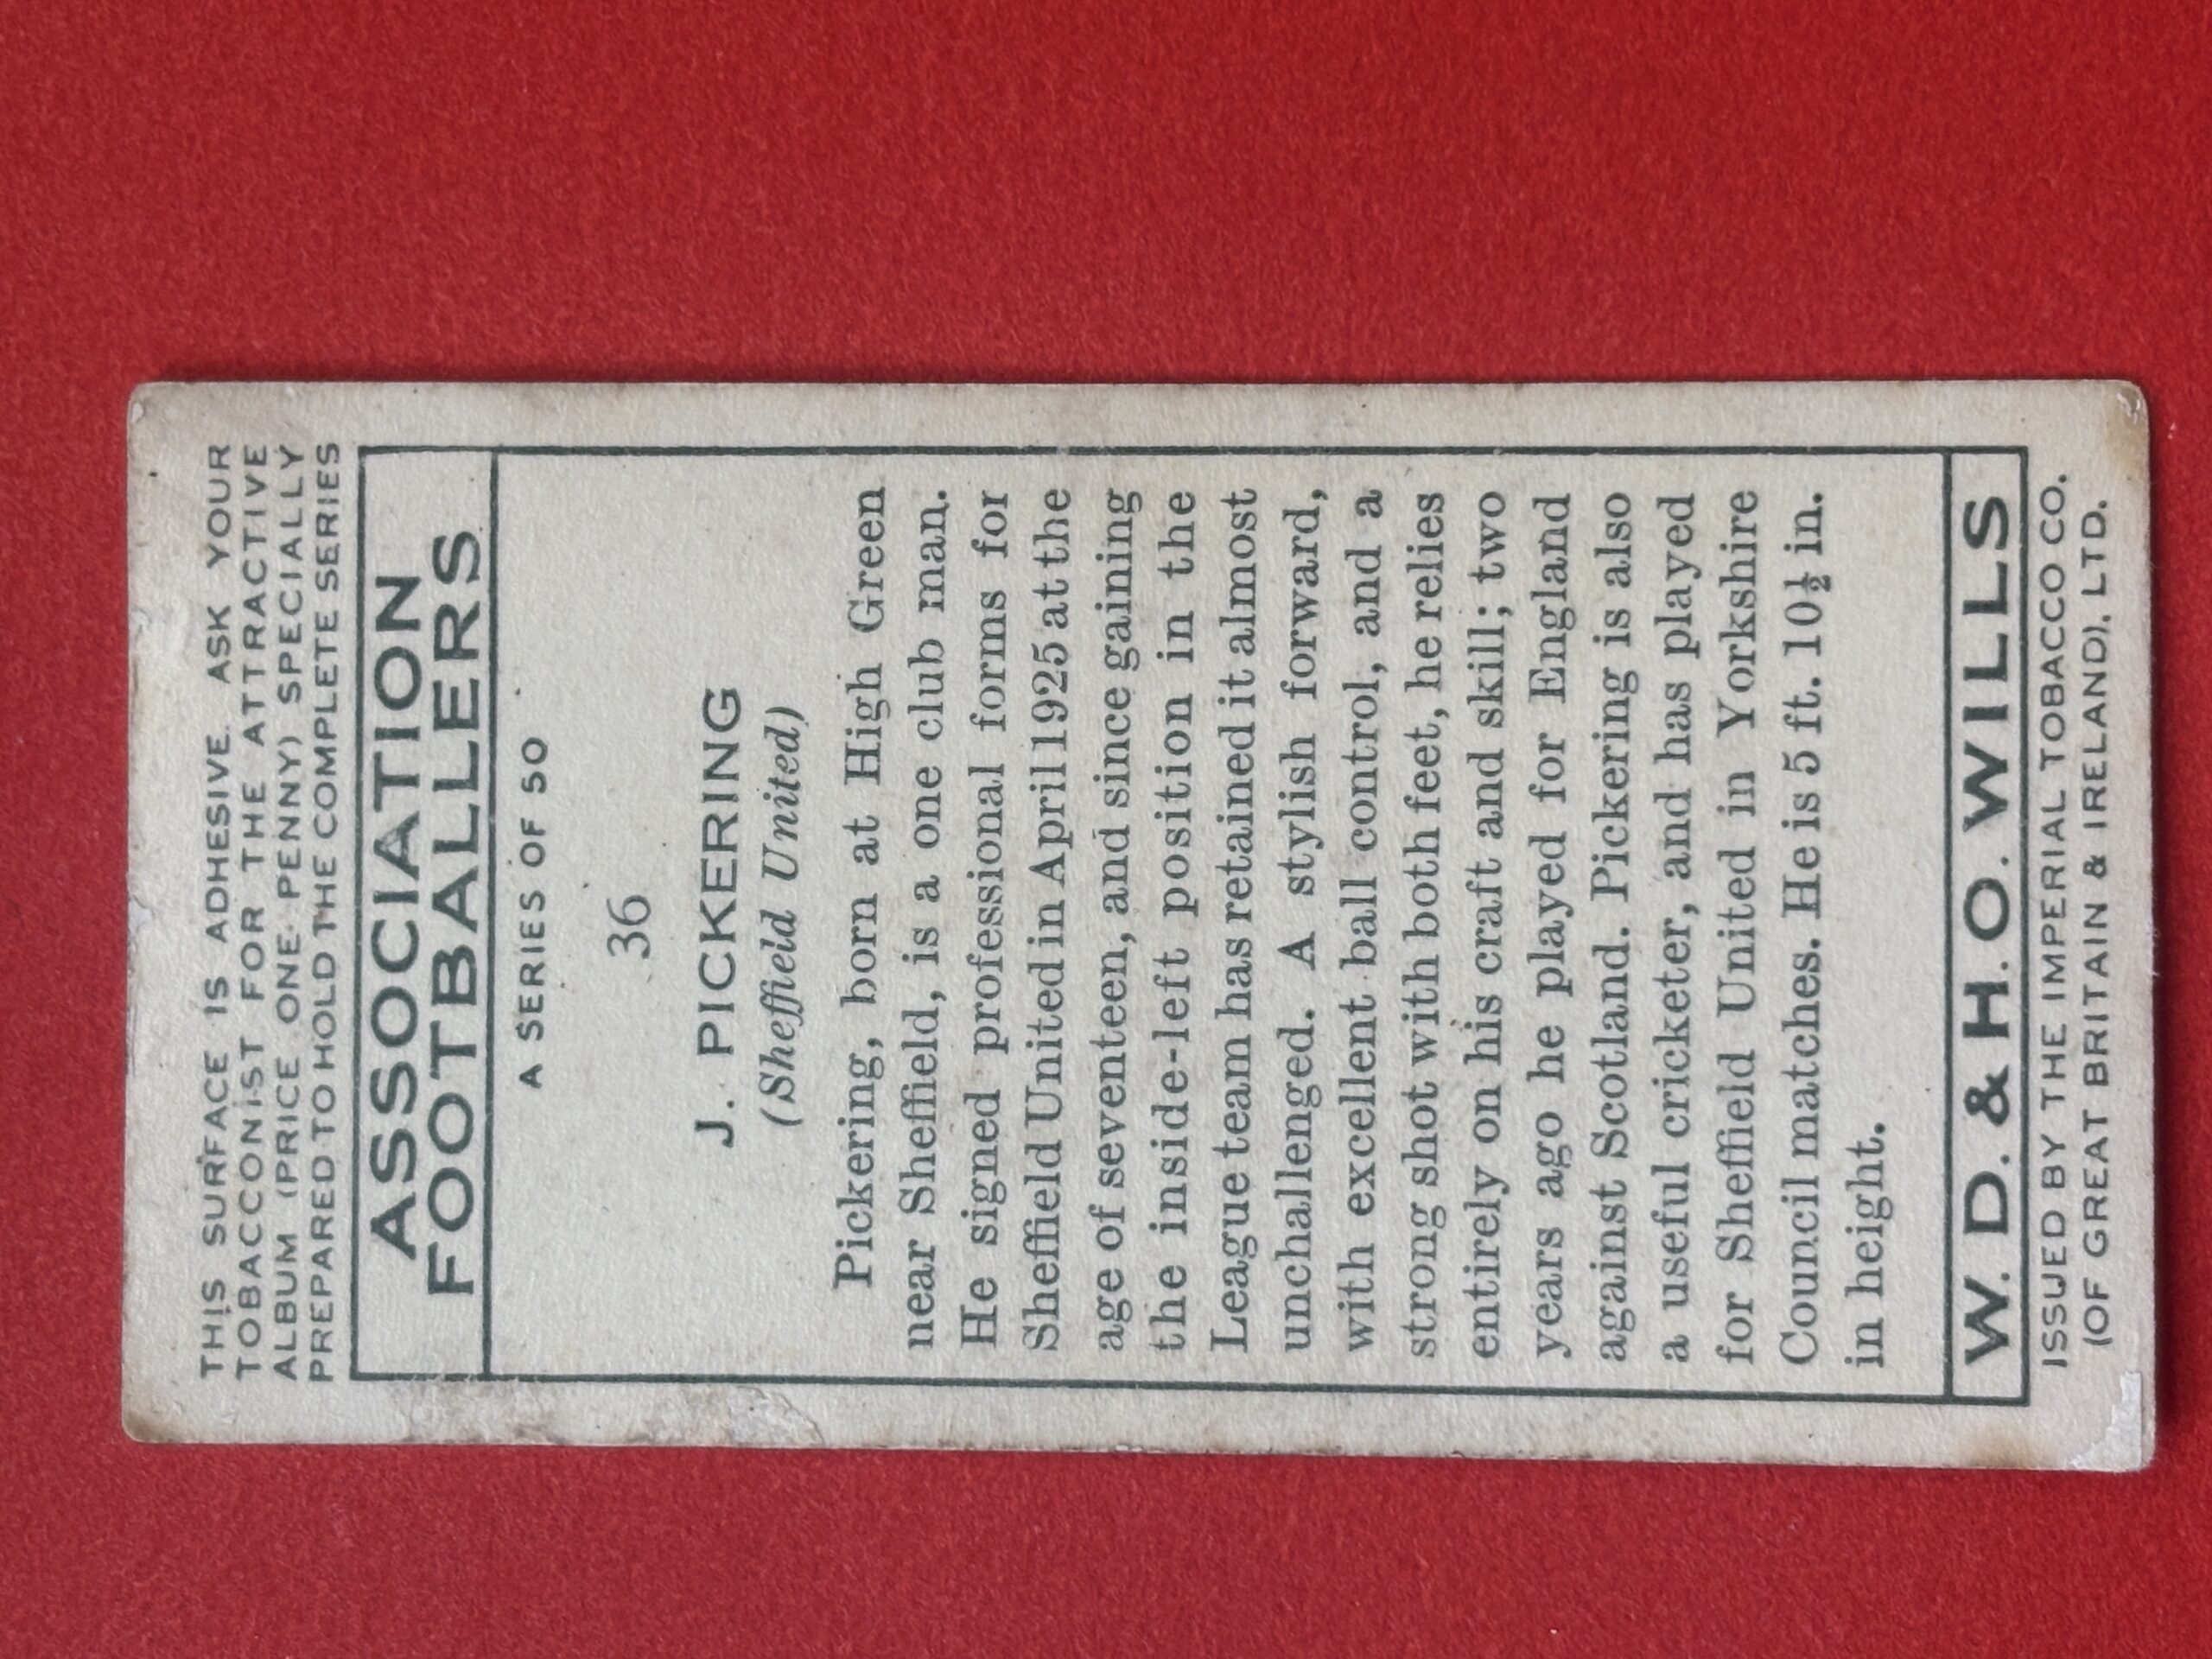 THIS SURFACE IS ADHESIVE. ASK YOUR
TOBACCONIST FOR THE ATTRACTIVE
ALBUM (PRICE ONE PENNY) SPECIALLY
PREPARED TO HOLD THE COMPLETE SERIES
ASSOCIATION
FOOTBALLERS
A SERIES OF 50
36
J. PICKERING
(Sheffield United)
Pickering, born at High Green
near Sheffield, is a one club man.
He signed professional forms for
Sheffield United in April 1925 at the
age of seventeen, and since gaining
the inside-left position in the
League team has retained it almost
unchallenged. A stylish forward,
with excellent ball control, and a
strong shot with both feet, he relies
entirely on his craft and skill; two
years ago he played for England
against Scotland. Pickering is also
a useful cricketer, and has played
for Sheffield United in Yorkshire
Council matches. He is 5 ft. 10½ in.
in height.
W. D. & H. O. WILLS
ISSUED BY THE IMPERIAL TOBACCO CO.
(OF GREAT BRITAIN & IRELAND), LTD.